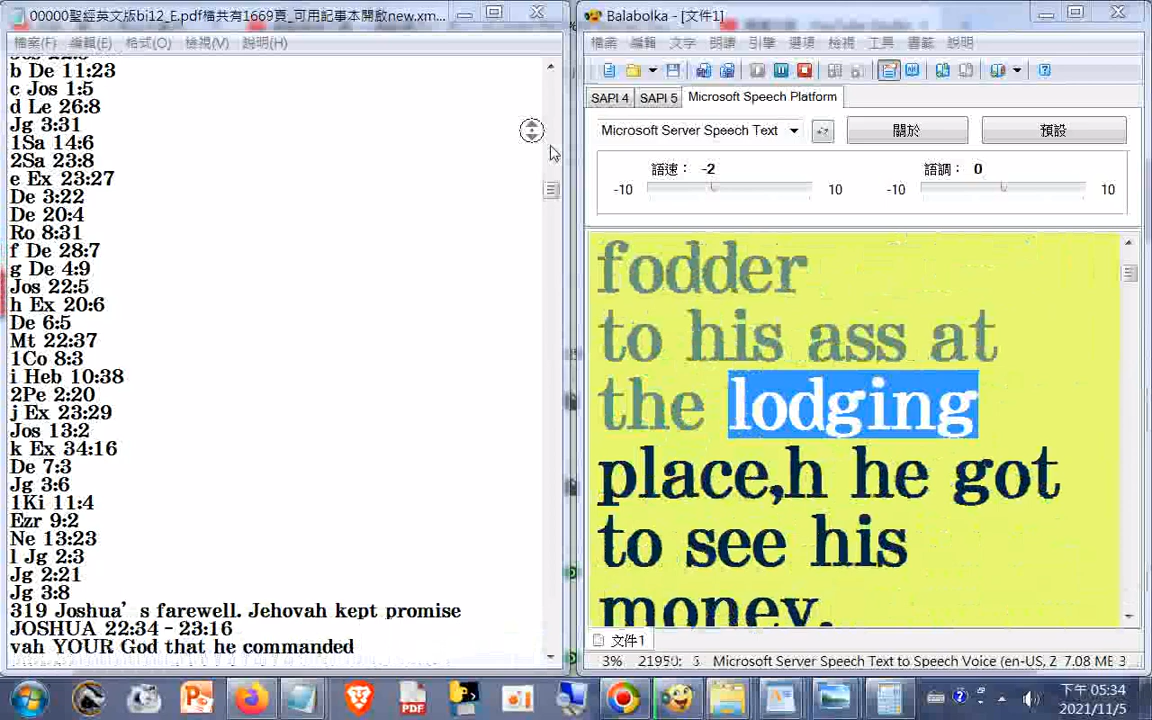 00000聖經英文版bi12_E.pdf檔共有1669頁_可用記事本開啟new.xm...
檔案(F) 編輯(E) 格式(O) 檢視(V) 說明(H)
b De 11:23
c Jos 1:5
d Le 26:8
Jg 3:31
1Sa 14:6
2Sa 23:8
e Ex 23:27
De 3:22
De 20:4
Ro 8:31
f De 28:7
g De 4:9
Jos 22:5
h Ex 20:6
De 6:5
Mt 22:37
1Co 8:3
i Heb 10:38
2Pe 2:20
j Ex 23:29
Jos 13:2
k Ex 34:16
De 7:3
Jg 3:6
1Ki 11:4
Ezr 9:2
Ne 13:23
l Jg 2:3
Jg 2:21
Jg 3:8
319 Joshua’s farewell. Jehovah kept promise
JOSHUA 22:34 - 23:16
vah YOUR God that he commanded
Balabolka - [文件1]
檔案 編輯 文字 朗讀 引擎 選項 檢視 工具 書籤 說明
SAPI 4 SAPI 5 Microsoft Speech Platform
Microsoft Server Speech Text 關於 預設
語速： -2 語調： 0
-10 10 -10 10
fodder
to his ass at
the lodging
place,h he got
to see his
money.
文件1
3% 21950: 5 Microsoft Server Speech Text to Speech Voice (en-US, 2 7.08 MB 3
下午 05:34
2021/11/5